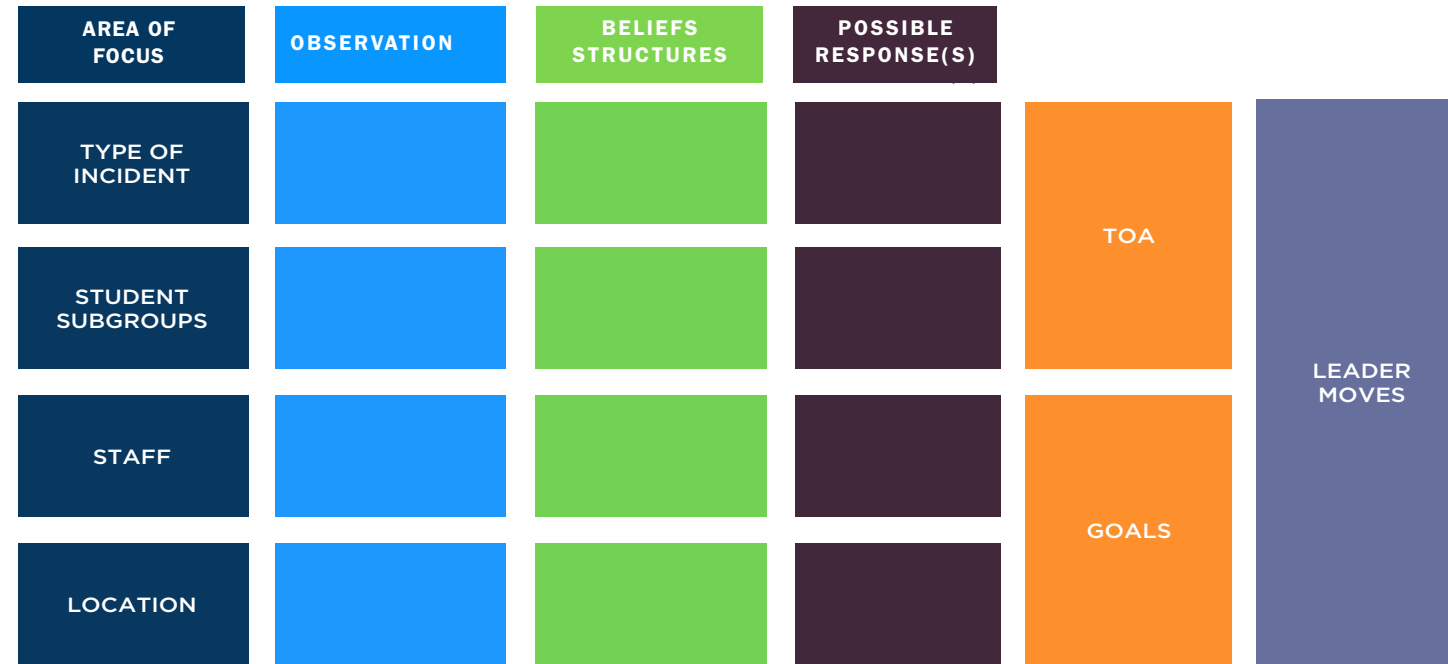 AREA OF
FOCUS
OBSERVATION
BELIEFS
STRUCTURES
POSSIBLE
RESPONSE(S)
TYPE OF
INCIDENT
STUDENT
SUBGROUPS
STAFF
LOCATION
TOA
GOALS
LEADER
MOVES